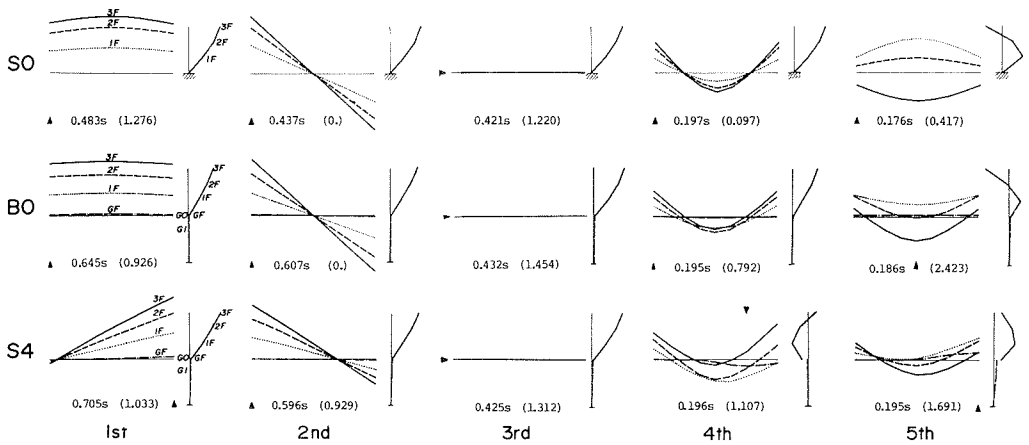 3F
2F
1F
3F
2F
1F
S0
0.483s (1.276)
0.437s (0.)
0.421s (1.220)
0.197s (0.097)
0.176s (0.417)
3F
2F
1F
GF
3F
2F
1F
G0 GF
G1
B0
0.645s (0.926)
0.607s (0.)
0.432s (1.454)
0.195s (0.792)
0.186s (2.423)
3F
2F
1F
GF
3F
2F
1F
G0 GF
G1
S4
0.705s (1.033)
0.596s (0.929)
0.425s (1.312)
0.196s (1.107)
0.195s (1.691)
1st 2nd 3rd 4th 5th